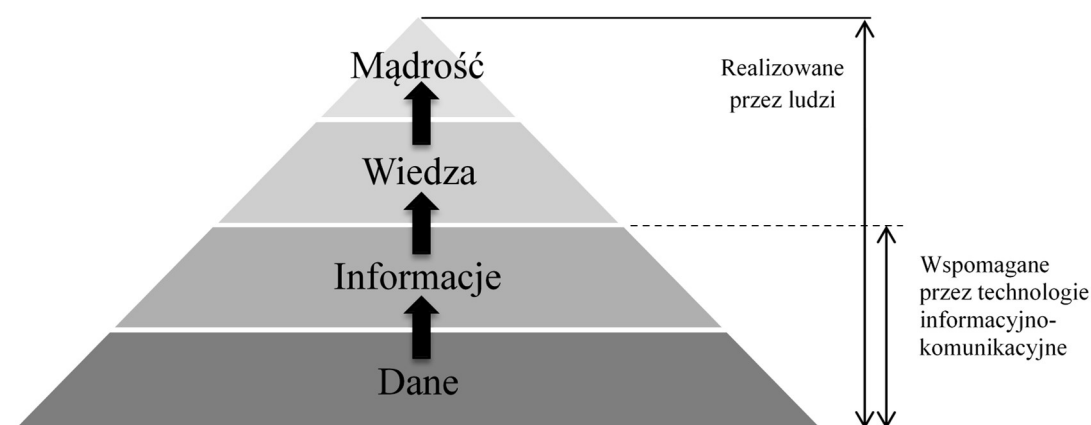 Mądrość
Wiedza
Informacje
Dane
Realizowane
przez ludzi
Wspomagane
przez technologie
informacyjno-
komunikacyjne